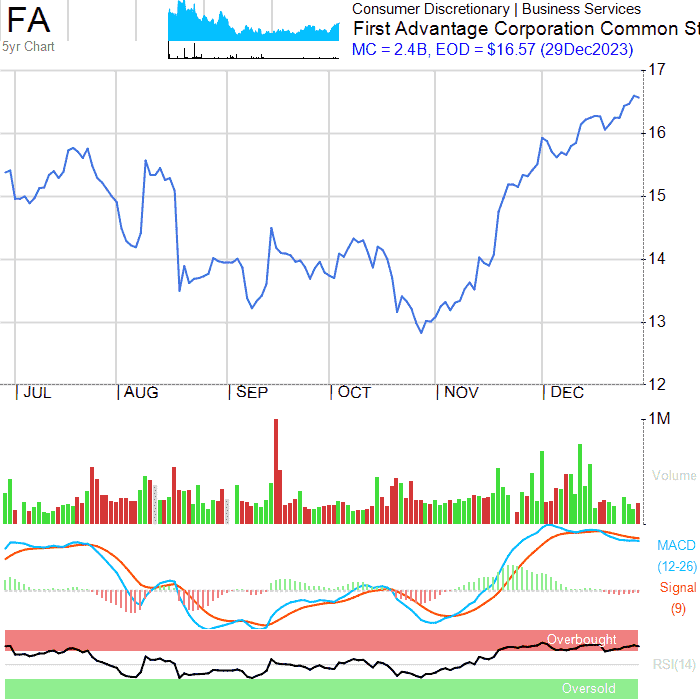 FA
5yr Chart
Consumer Discretionary | Business Services
First Advantage Corporation Common St
MC = 2.4B, EOD = $16.57 (29Dec2023)
17
16
15
14
13
12
JUL AUG SEP OCT NOV DEC
1M
Volume
MACD
(12-26)
Signal
(9)
Overbought
RSI(14)
Oversold